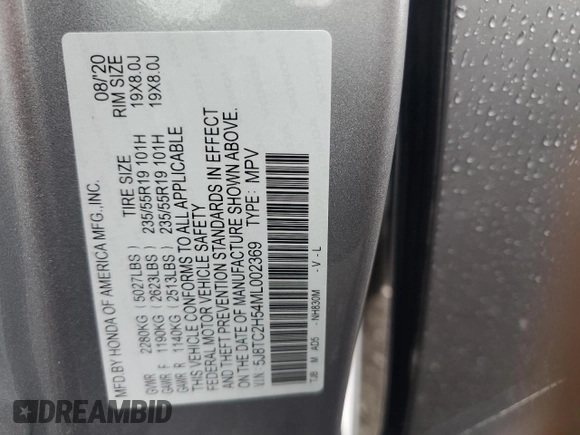 MFD.BY HONDA OF AMERICA MFG.,INC. 08/'20
TIRE SIZE RIM SIZE
GVWR 2280KG (5027LBS)
GAWR F 1190KG (2623LBS) 235/55R19 101H 19X8.0J
GAWR R 1140KG (2513LBS) 235/55R19 101H 19X8.0J
THIS VEHICLE CONFORMS TO ALL APPLICABLE
FEDERAL MOTOR VEHICLE SAFETY
AND THEFT PREVENTION STANDARDS IN EFFECT
ON THE DATE OF MANUFACTURE SHOWN ABOVE.
V.I.N. 5J8TC2H54ML002369 TYPE: MPV
TJB M AD5 - NH830M - V - L
DREAMBID